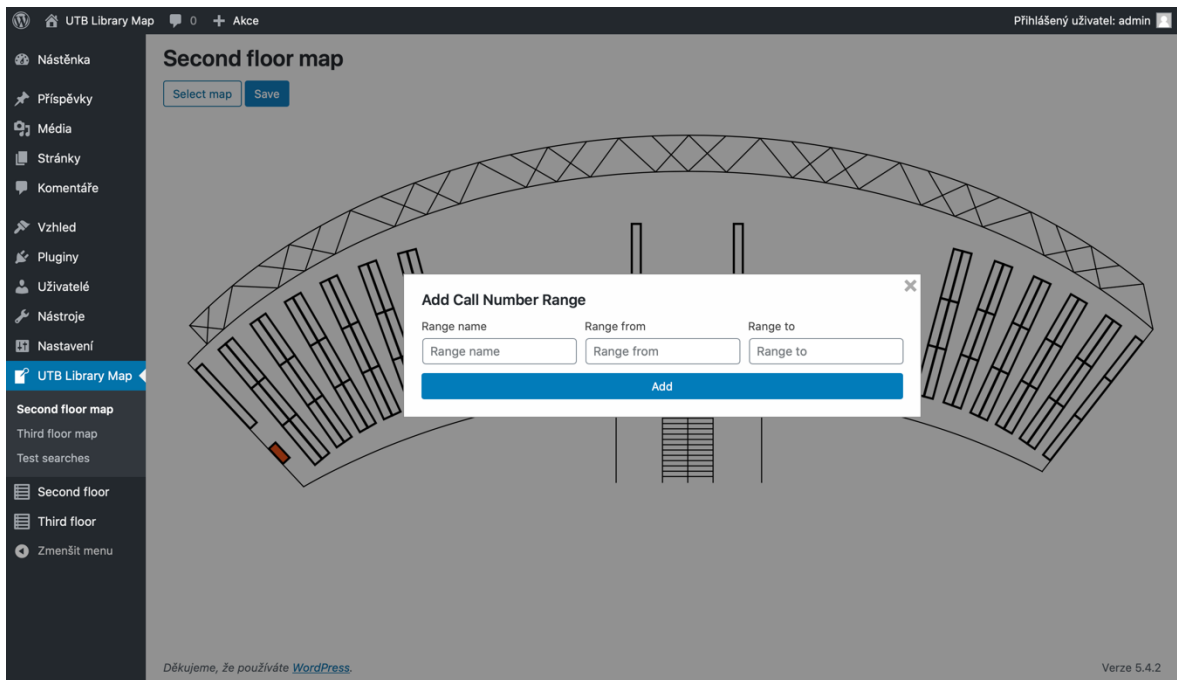 UTB Library Map 0 + Akce Přihlášený uživatel: admin
Nástěnka
Příspěvky
Média
Stránky
Komentáře
Vzhled
Pluginy
Uživatelé
Nástroje
Nastavení
UTB Library Map
Second floor map
Third floor map
Test searches
Second floor
Third floor
Zmenšit menu
Second floor map
Select map Save
Add Call Number Range
Range name Range from Range to
Range name Range from Range to
Add
Děkujeme, že používáte WordPress. Verze 5.4.2